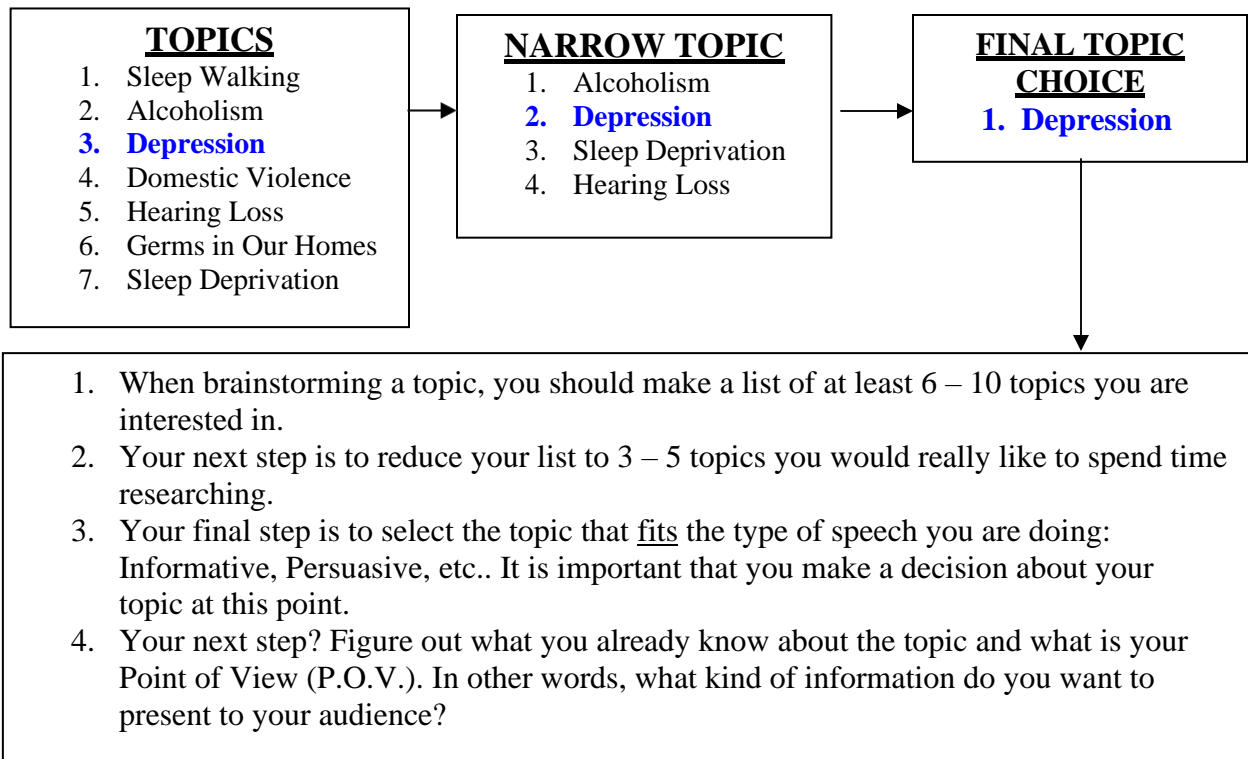 TOPICS
1. Sleep Walking
2. Alcoholism
3. Depression
4. Domestic Violence
5. Hearing Loss
6. Germs in Our Homes
7. Sleep Deprivation
NARROW TOPIC
1. Alcoholism
2. Depression
3. Sleep Deprivation
4. Hearing Loss
FINAL TOPIC
CHOICE
1. Depression
1. When brainstorming a topic, you should make a list of at least 6 – 10 topics you are
interested in.
2. Your next step is to reduce your list to 3 – 5 topics you would really like to spend time
researching.
3. Your final step is to select the topic that fits the type of speech you are doing:
Informative, Persuasive, etc.. It is important that you make a decision about your
topic at this point.
4. Your next step? Figure out what you already know about the topic and what is your
Point of View (P.O.V.). In other words, what kind of information do you want to
present to your audience?